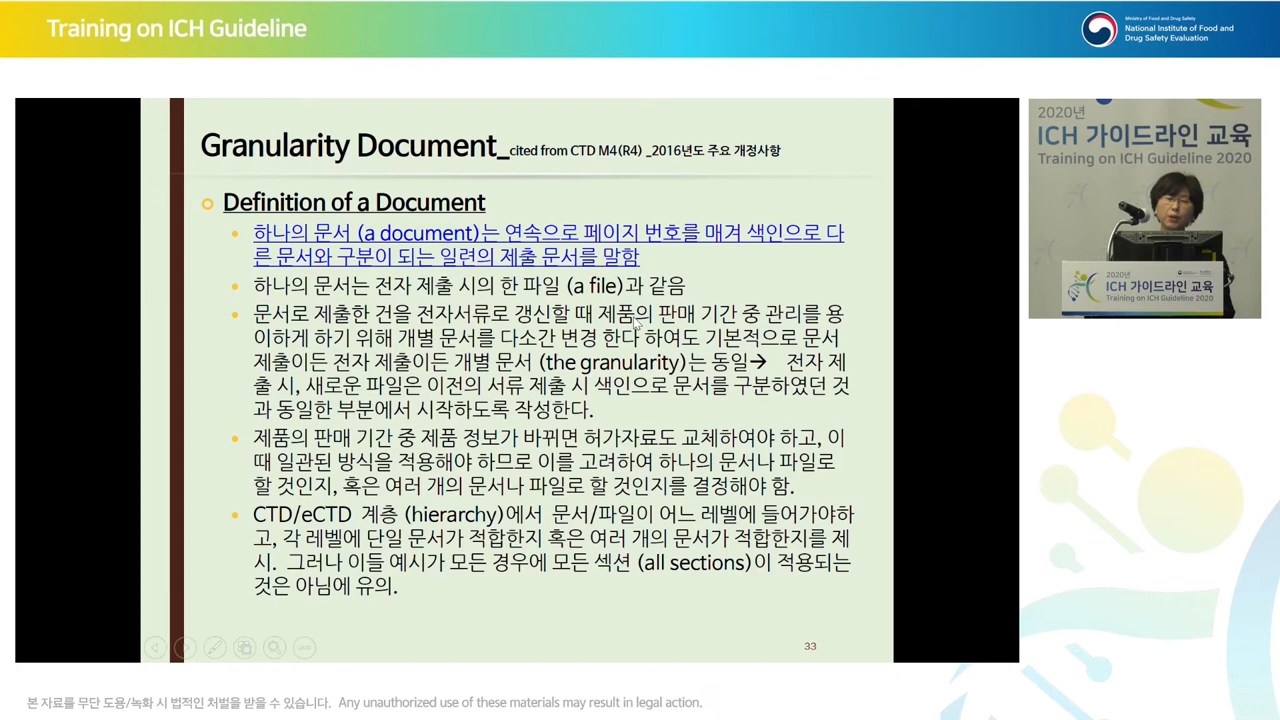 Training on ICH Guideline
Ministry of Food and Drug Safety
National Institute of Food and
Drug Safety Evaluation
Granularity Document_cited from CTD M4(R4) _2016년도 주요 개정사항
Definition of a Document
하나의 문서 (a document)는 연속으로 페이지 번호를 매겨 색인으로 다
른 문서와 구분이 되는 일련의 제출 문서를 말함
하나의 문서는 전자 제출 시의 한 파일 (a file)과 같음
문서로 제출한 건을 전자서류로 갱신할 때 제품의 판매 기간 중 관리를 용
이하게 하기 위해 개별 문서를 다소간 변경 한다 하여도 기본적으로 문서
제출이든 전자 제출이든 개별 문서 (the granularity)는 동일→ 전자 제
출 시, 새로운 파일은 이전의 서류 제출 시 색인으로 문서를 구분하였던 것
과 동일한 부분에서 시작하도록 작성한다.
제품의 판매 기간 중 제품 정보가 바뀌면 허가자료도 교체하여야 하고, 이
때 일관된 방식을 적용해야 하므로 이를 고려하여 하나의 문서나 파일로
할 것인지, 혹은 여러 개의 문서나 파일로 할 것인지를 결정해야 함.
CTD/eCTD 계층 (hierarchy)에서 문서/파일이 어느 레벨에 들어가야하
고, 각 레벨에 단일 문서가 적합한지 혹은 여러 개의 문서가 적합한지를 제
시. 그러나 이들 예시가 모든 경우에 모든 섹션 (all sections)이 적용되는
것은 아님에 유의.
33
2020년
ICH 가이드라인 교육
Training on ICH Guideline 2020
2020년
ICH 가이드라인 교육
Training on ICH Guideline 2020
본 자료를 무단 도용/녹화 시 법적인 처벌을 받을 수 있습니다. Any unauthorized use of these materials may result in legal action.